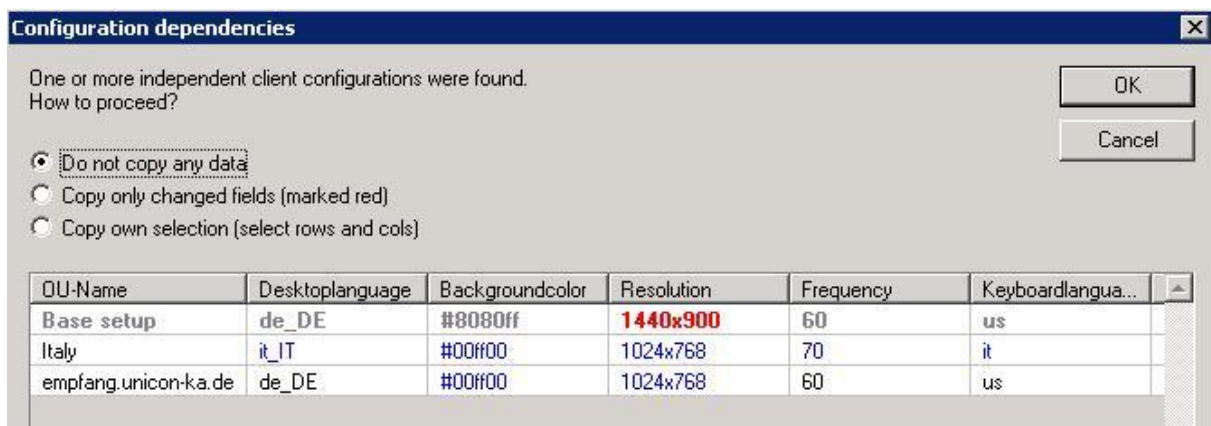 Configuration dependencies
One or more independent client configurations were found.
How to proceed?
OK
Cancel
Do not copy any data
Copy only changed fields (marked red)
Copy own selection (select rows and cols)
OU-Name Desktoplanguage Backgroundcolor Resolution Frequency Keyboardlangua...
Base setup de_DE #8080ff 1440x900 60 us
Italy it_IT #00ff00 1024x768 70 it
empfang.unicon-ka.de de_DE #00ff00 1024x768 60 us